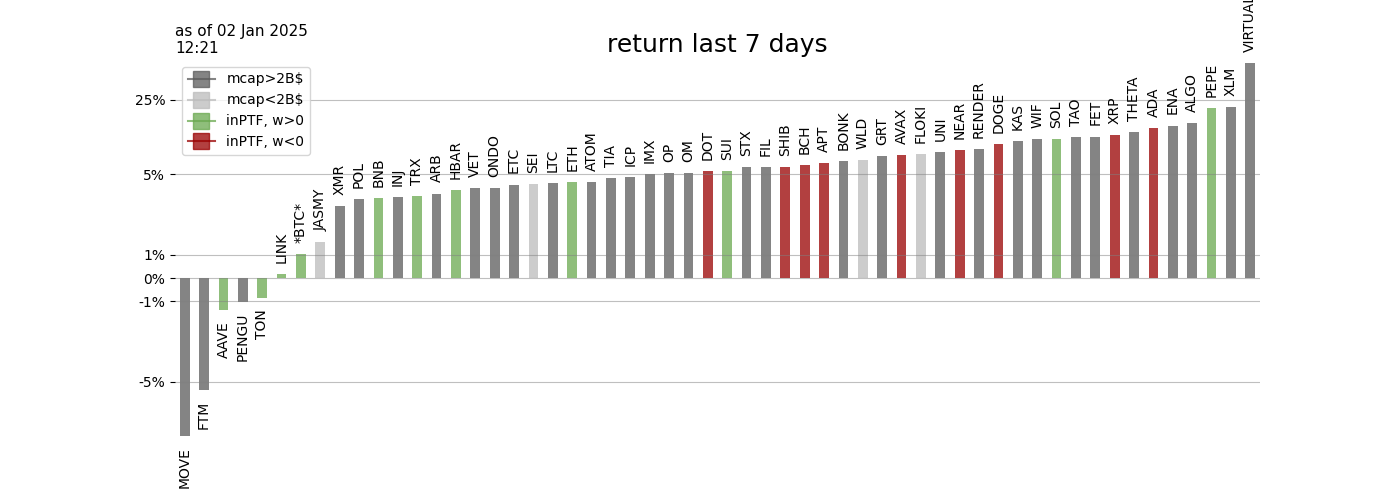 as of 02 Jan 2025
12:21
return last 7 days
mcap>2B$
mcap<2B$
inPTF, w>0
inPTF, w<0
25%
5%
1%
0%
-1%
-5%
MOVE
FTM
AAVE
PENGU
TON
LINK
*BTC*
JASMY
XMR
POL
BNB
INJ
TRX
ARB
HBAR
VET
ONDO
ETC
SEI
LTC
ETH
ATOM
TIA
ICP
IMX
OP
OM
DOT
SUI
STX
FIL
SHIB
BCH
APT
BONK
WLD
GRT
AVAX
FLOKI
UNI
NEAR
RENDER
DOGE
KAS
WIF
SOL
TAO
FET
XRP
THETA
ADA
ENA
ALGO
PEPE
XLM
VIRTUAL